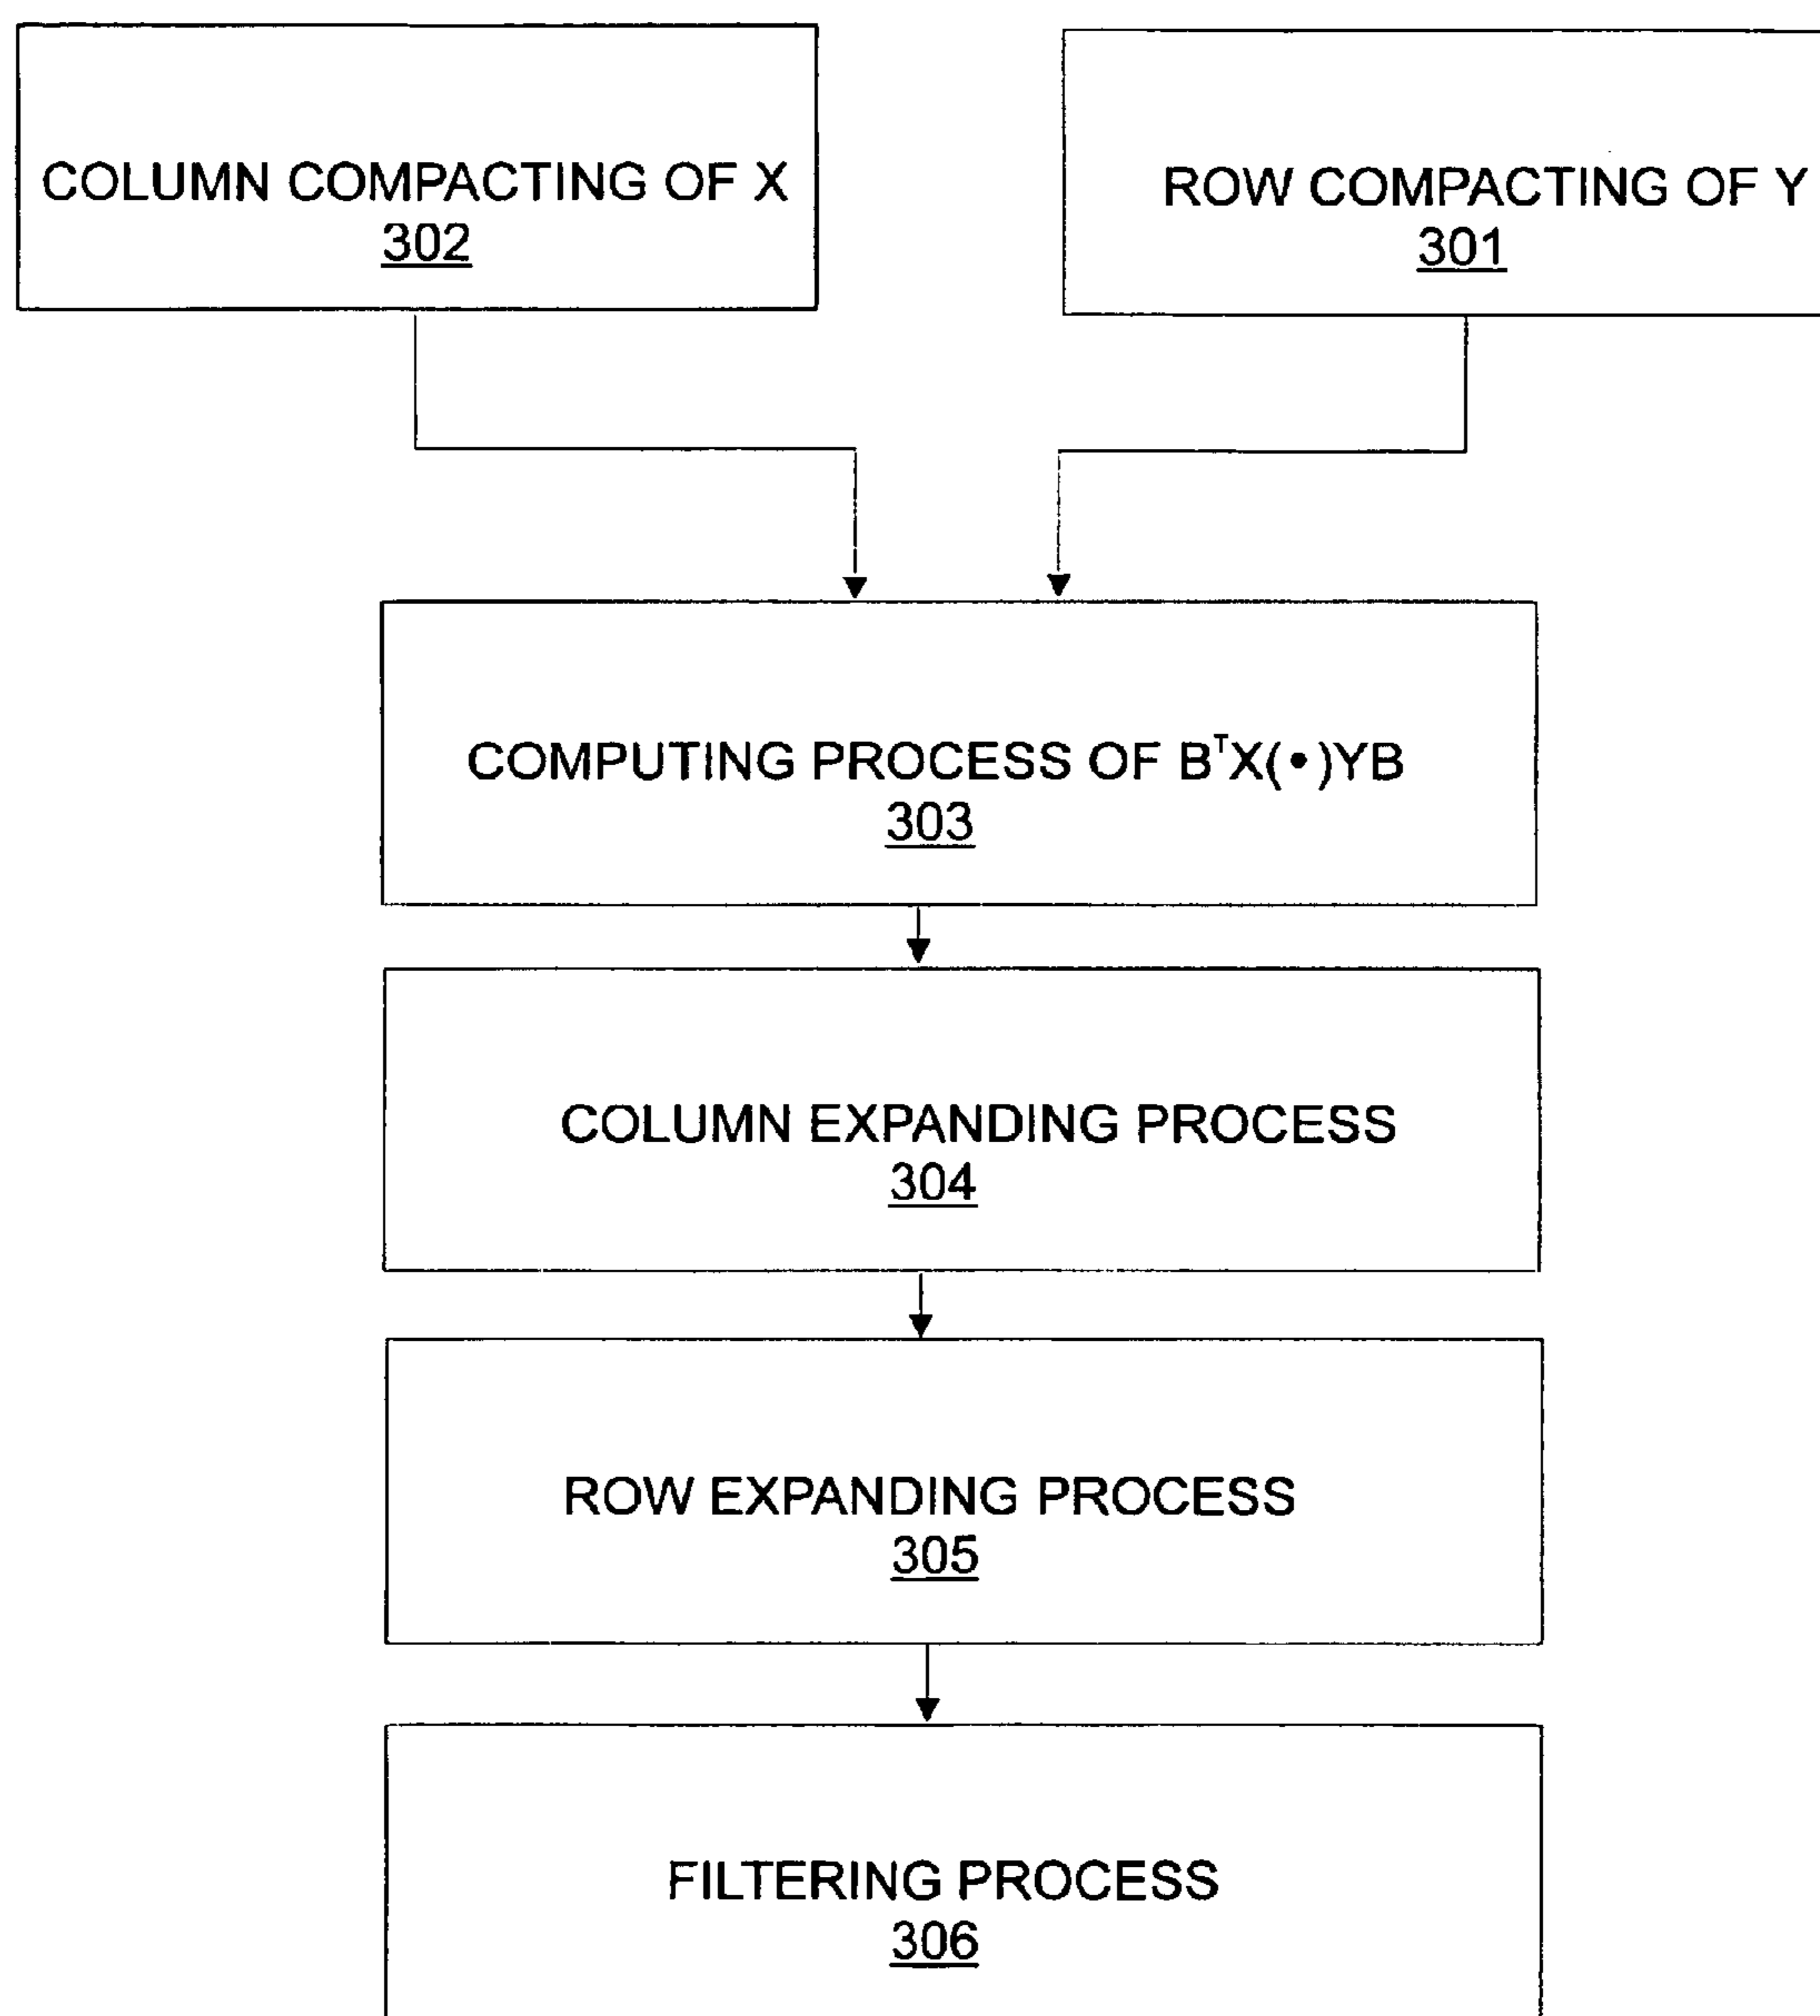 COLUMN COMPACTING OF X
302
ROW COMPACTING OF Y
301
COMPUTING PROCESS OF BᵀX(•)YB
303
COLUMN EXPANDING PROCESS
304
ROW EXPANDING PROCESS
305
FILTERING PROCESS
306